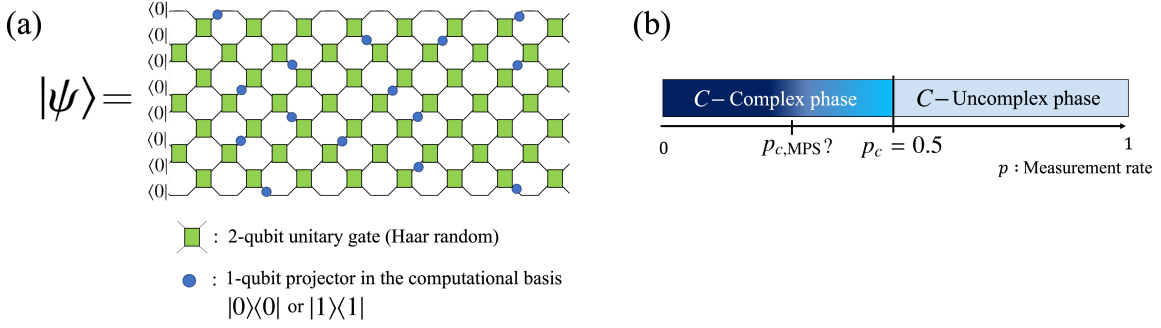 (a)
⟨0|
⟨0|
⟨0|
⟨0|
⟨0|
⟨0|
⟨0|
⟨0|
|ψ⟩=
: 2-qubit unitary gate (Haar random)
: 1-qubit projector in the computational basis
|0⟩⟨0| or |1⟩⟨1|
(b)
C − Complex phase
C − Uncomplex phase
0
p_{c,MPS}?
p_c = 0.5
1
p : Measurement rate